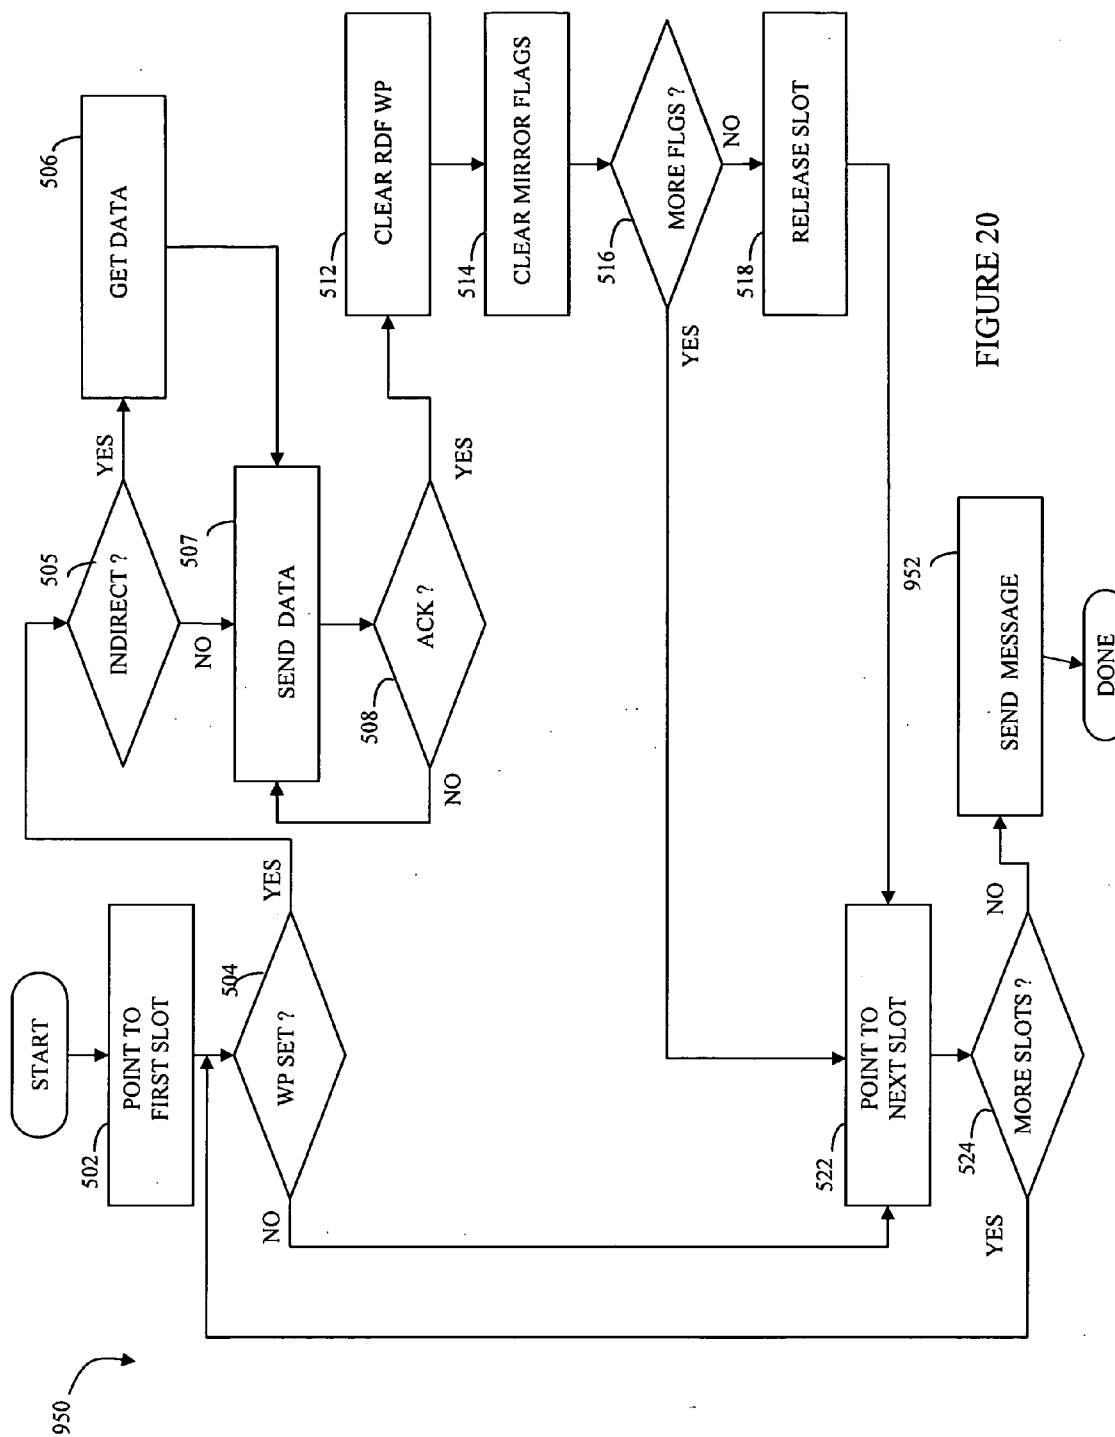 950
START
502
POINT TO
FIRST SLOT
504
WP SET ?
YES
NO
505
INDIRECT ?
YES
NO
506
GET DATA
507
SEND DATA
508
ACK ?
YES
NO
512
CLEAR RDF WP
514
CLEAR MIRROR FLAGS
516
MORE FLGS ?
YES
NO
518
RELEASE SLOT
522
POINT TO
NEXT SLOT
524
MORE SLOTS ?
YES
NO
952
SEND MESSAGE
DONE
FIGURE 20